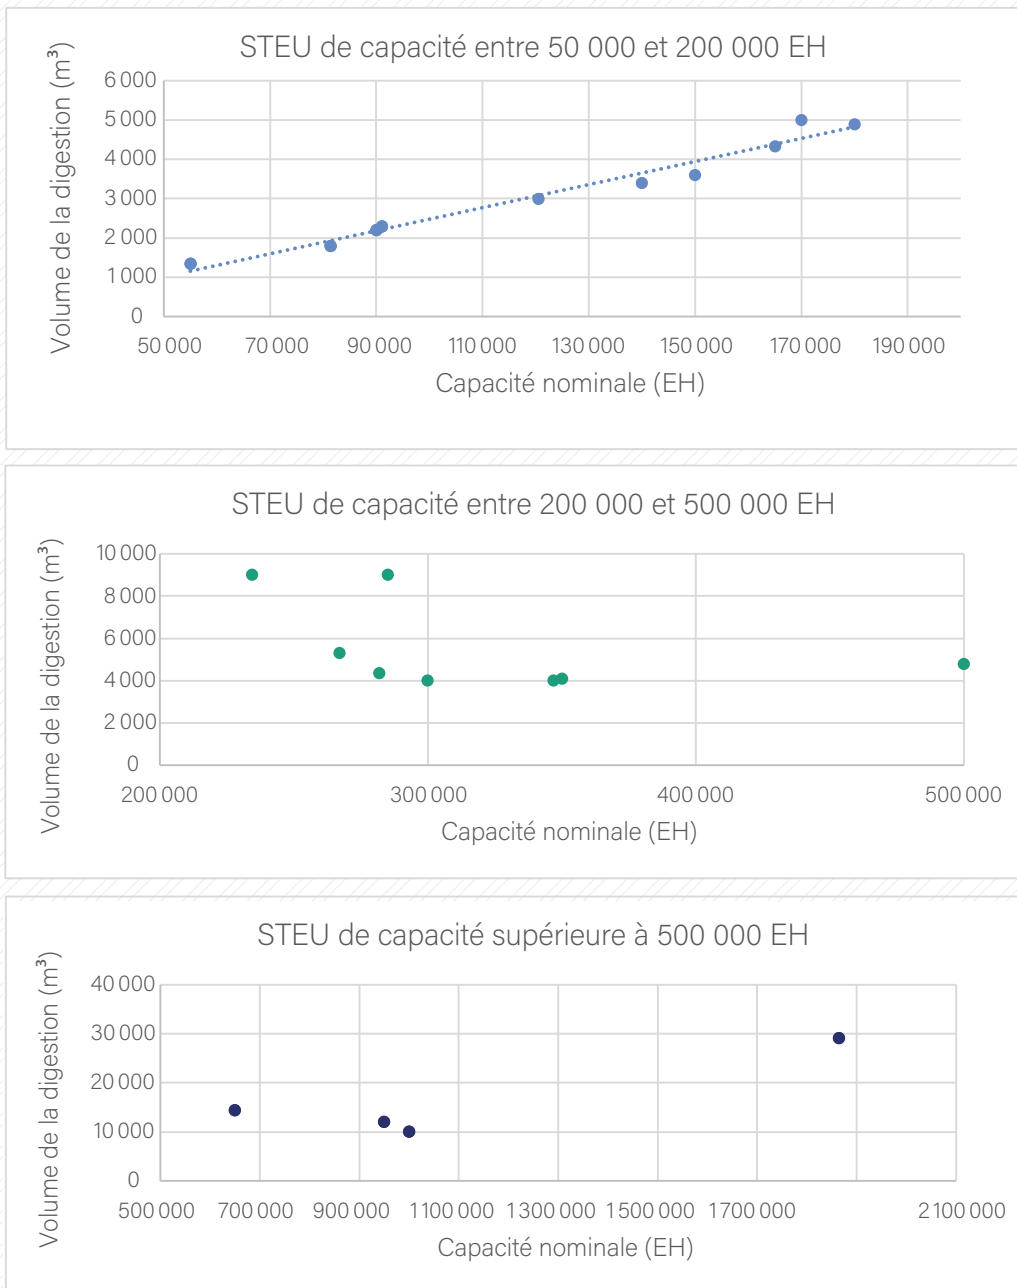 STEU de capacité entre 50 000 et 200 000 EH
Volume de la digestion (m³)
6 000
5 000
4 000
3 000
2 000
1 000
0
50 000 70 000 90 000 110 000 130 000 150 000 170 000 190 000
Capacité nominale (EH)
STEU de capacité entre 200 000 et 500 000 EH
Volume de la digestion (m³)
10 000
8 000
6 000
4 000
2 000
0
200 000 300 000 400 000 500 000
Capacité nominale (EH)
STEU de capacité supérieure à 500 000 EH
Volume de la digestion (m³)
40 000
30 000
20 000
10 000
0
500 000 700 000 900 000 1 100 000 1 300 000 1 500 000 1 700 000 2 100 000
Capacité nominale (EH)